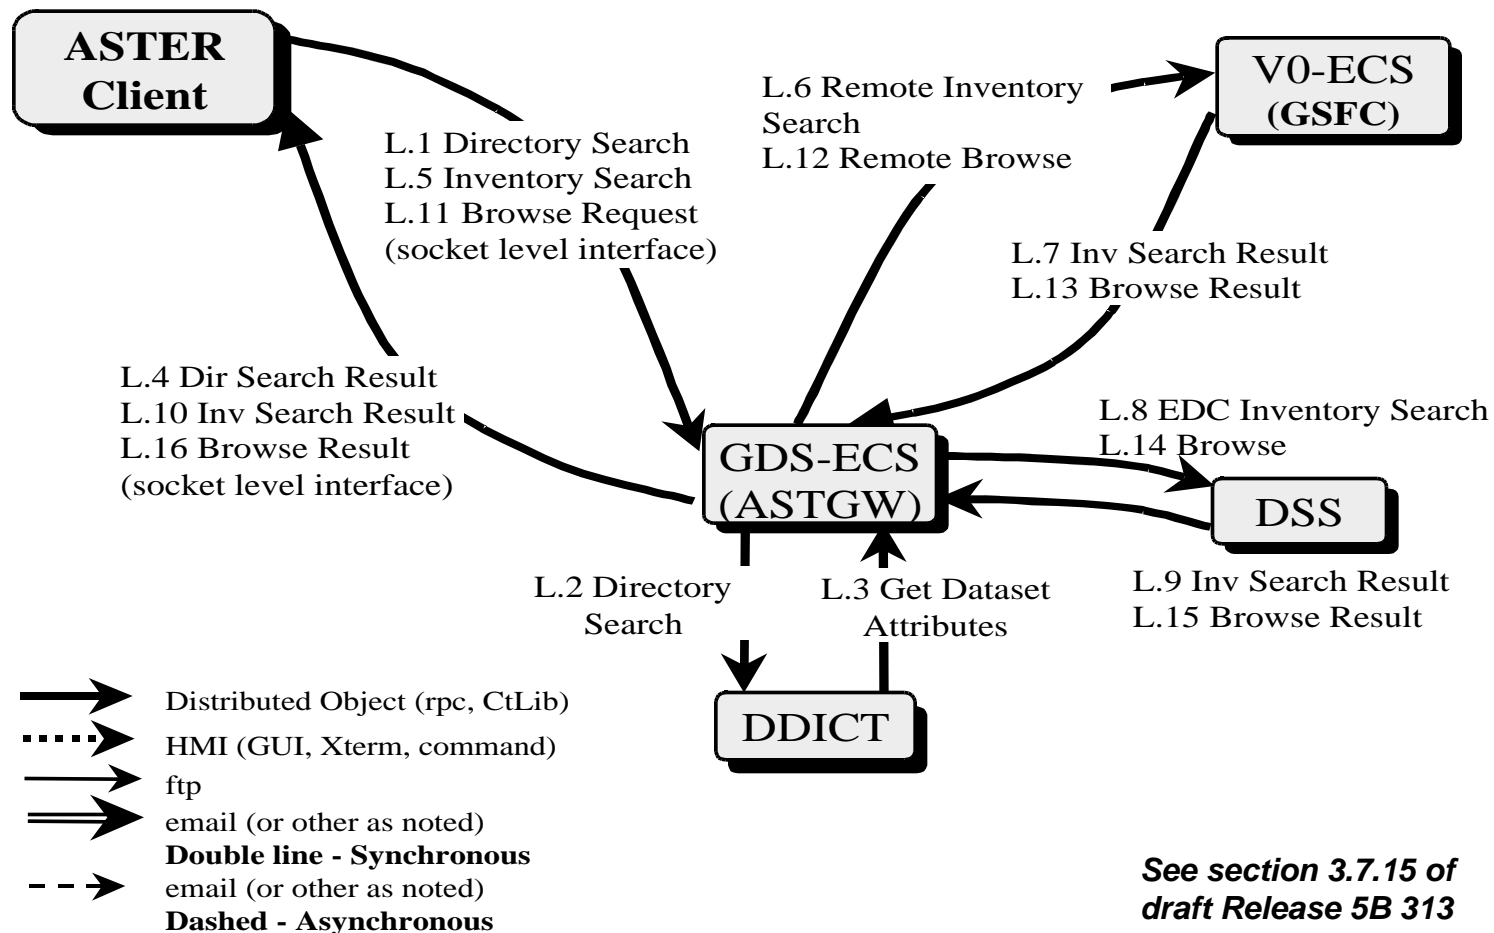 ASTER
Client
V0-ECS
(GSFC)
L.6 Remote Inventory
Search
L.12 Remote Browse
L.1 Directory Search
L.5 Inventory Search
L.11 Browse Request
(socket level interface)
L.7 Inv Search Result
L.13 Browse Result
L.4 Dir Search Result
L.10 Inv Search Result
L.16 Browse Result
(socket level interface)
L.8 EDC Inventory Search
L.14 Browse
GDS-ECS
(ASTGW)
DSS
L.9 Inv Search Result
L.15 Browse Result
L.2 Directory
Search
L.3 Get Dataset
Attributes
DDICT
Distributed Object (rpc, CtLib)
HMI (GUI, Xterm, command)
ftp
email (or other as noted)
Double line - Synchronous
email (or other as noted)
Dashed - Asynchronous
See section 3.7.15 of
draft Release 5B 313